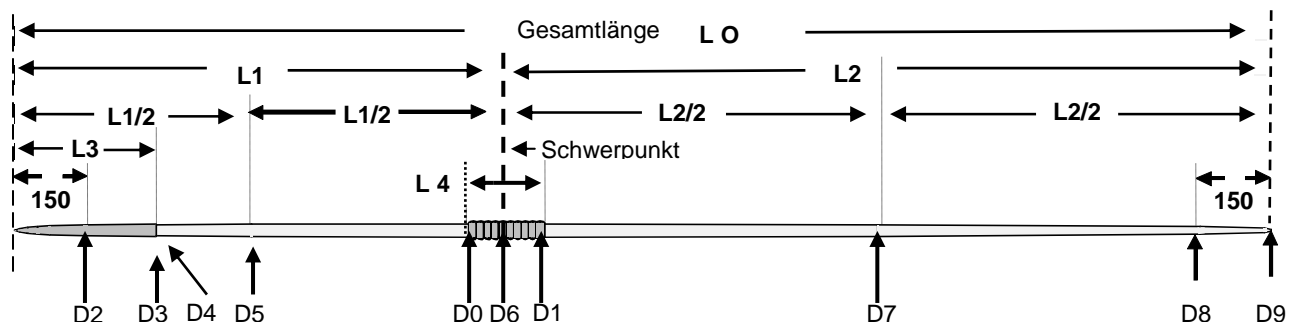 Gesamtlänge L O
L1 L2
L1/2 L1/2 L2/2 L2/2
L3 Schwerpunkt
150 L 4 150
D2 D3 D4 D5 D0 D6 D1 D7 D8 D9